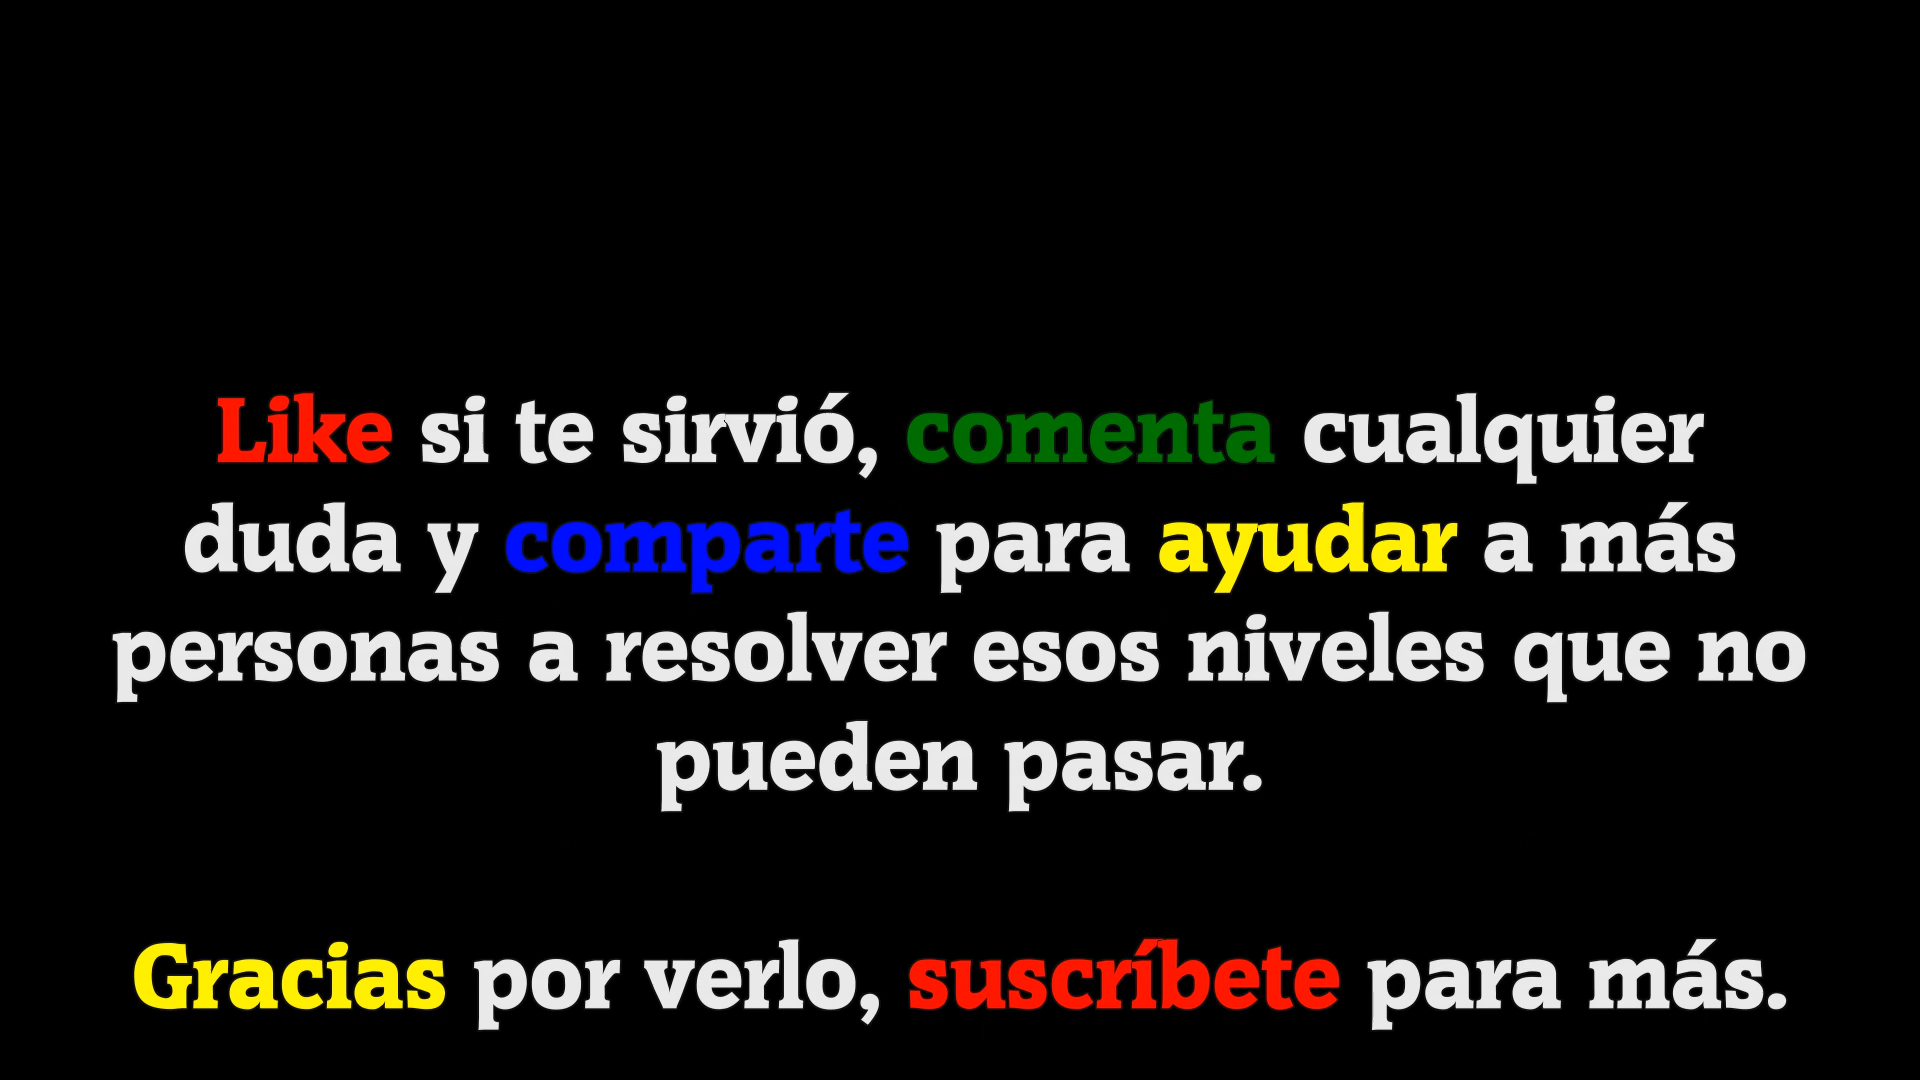 Like si te sirvió, comenta cualquier
duda y comparte para ayudar a más
personas a resolver esos niveles que no
pueden pasar.
Gracias por verlo, suscríbete para más.